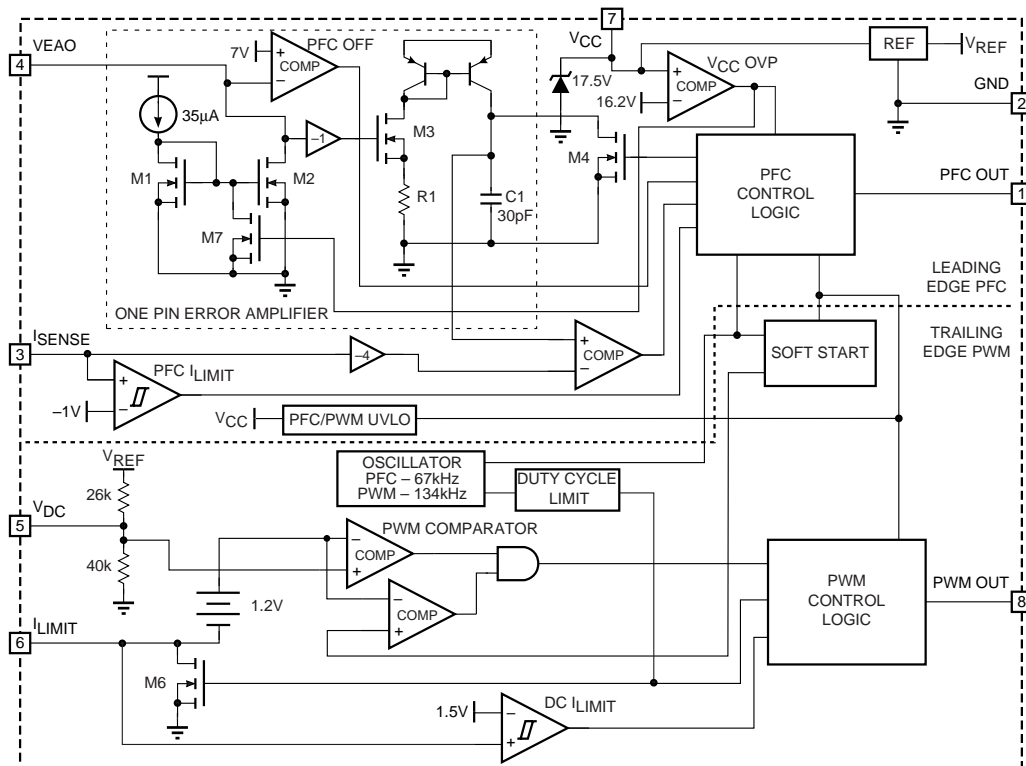 7
VCC
VEAO
4
7V
+
–
COMP
PFC OFF
17.5V
VCC OVP
+
–
COMP
16.2V
REF
VREF
GND
2
35µA
–1
M3
M4
M1
M2
R1
C1
30pF
PFC
CONTROL
LOGIC
PFC OUT
1
M7
ONE PIN ERROR AMPLIFIER
LEADING
EDGE PFC
ISENSE
3
–4
+
–
COMP
SOFT START
TRAILING
EDGE PWM
PFC ILIMIT
+
–
–1V
VCC
PFC/PWM UVLO
VREF
26k
OSCILLATOR
PFC – 67kHz
PWM – 134kHz
DUTY CYCLE
LIMIT
VDC
5
PWM COMPARATOR
–
+
COMP
40k
1.2V
–
+
COMP
PWM
CONTROL
LOGIC
PWM OUT
8
ILIMIT
6
M6
1.5V
–
+
DC ILIMIT